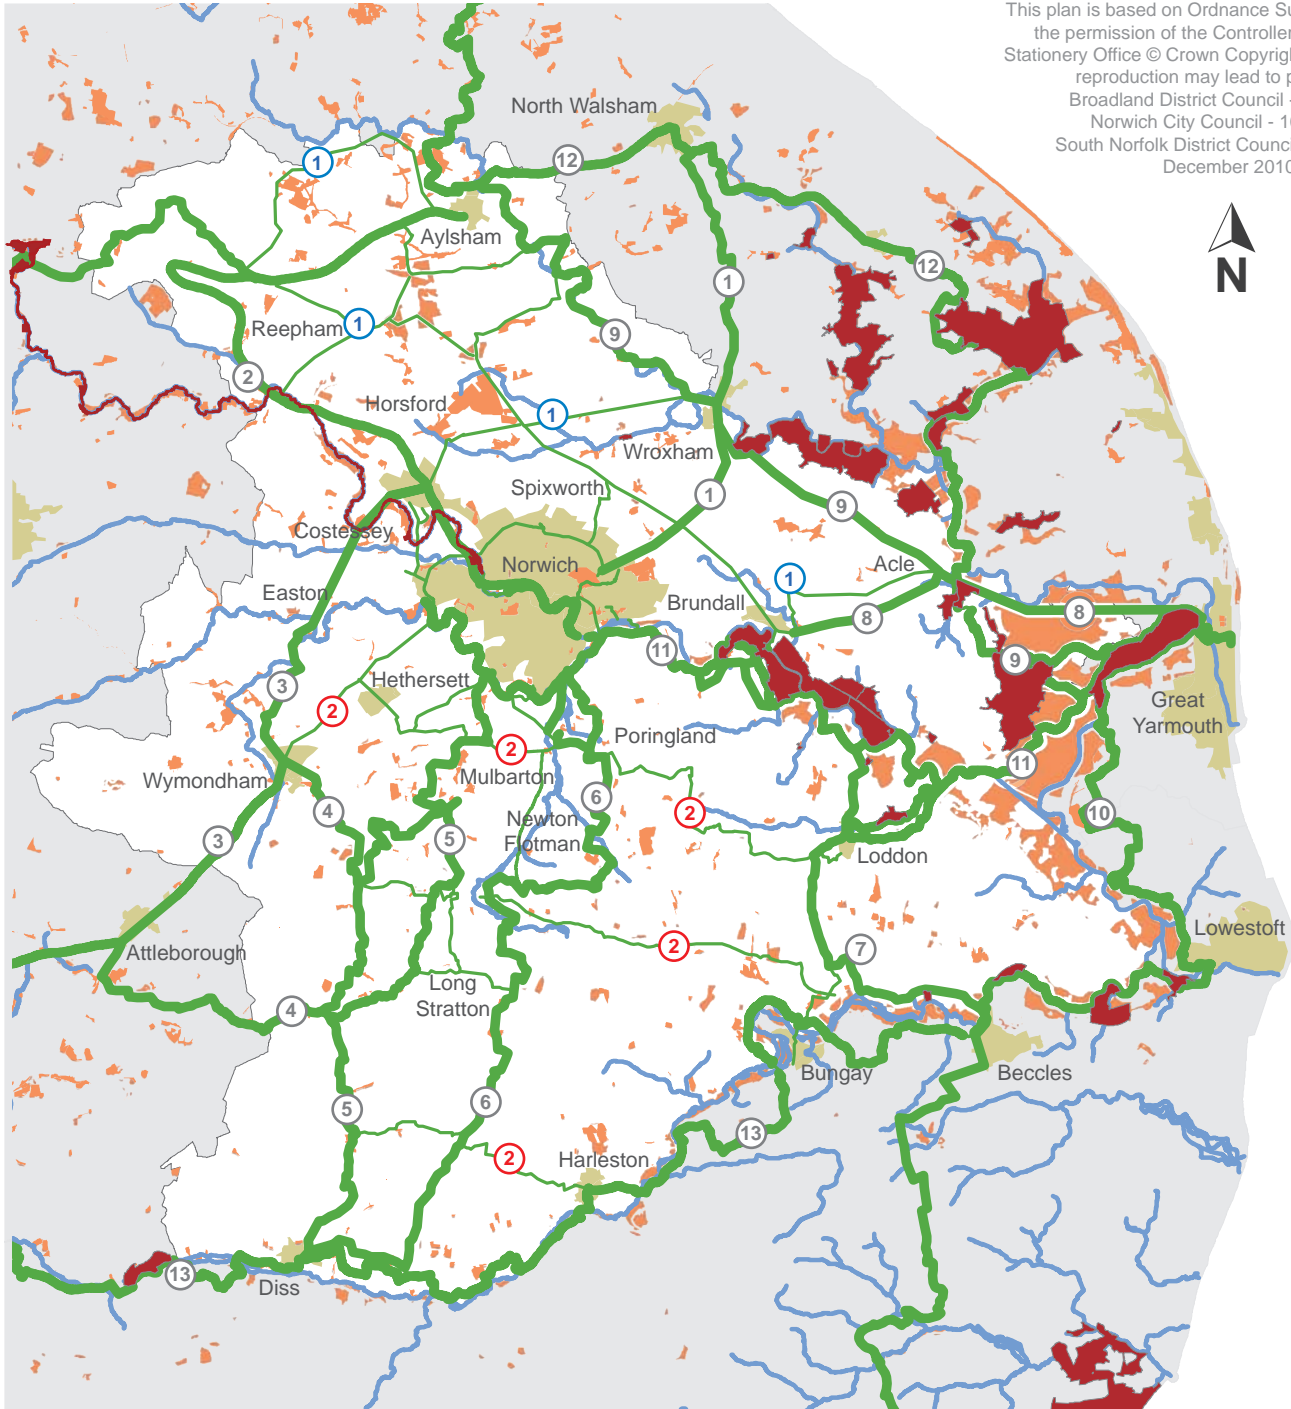 This plan is based on Ordnance Su
the permission of the Controller
Stationery Office © Crown Copyrig
reproduction may lead to p
Broadland District Council -
Norwich City Council - 10
South Norfolk District Counci
December 2010
North Walsham
12
1
N
Aylsham
12
1
Reepham
1
9
2
Horsford
1
Wroxham
Spixworth
1
9
Costessey
Norwich
Acle
Easton
Brundall
1
8
8
11
9
Hethersett
3
2
Great
Yarmouth
Poringland
2
11
Wymondham
Mulbarton
6
4
2
10
Newton
Flotman
3
5
Loddon
Lowestoft
Attleborough
2
7
Long
Stratton
4
Bungay
Beccles
5
6
13
2
Harleston
13
Diss